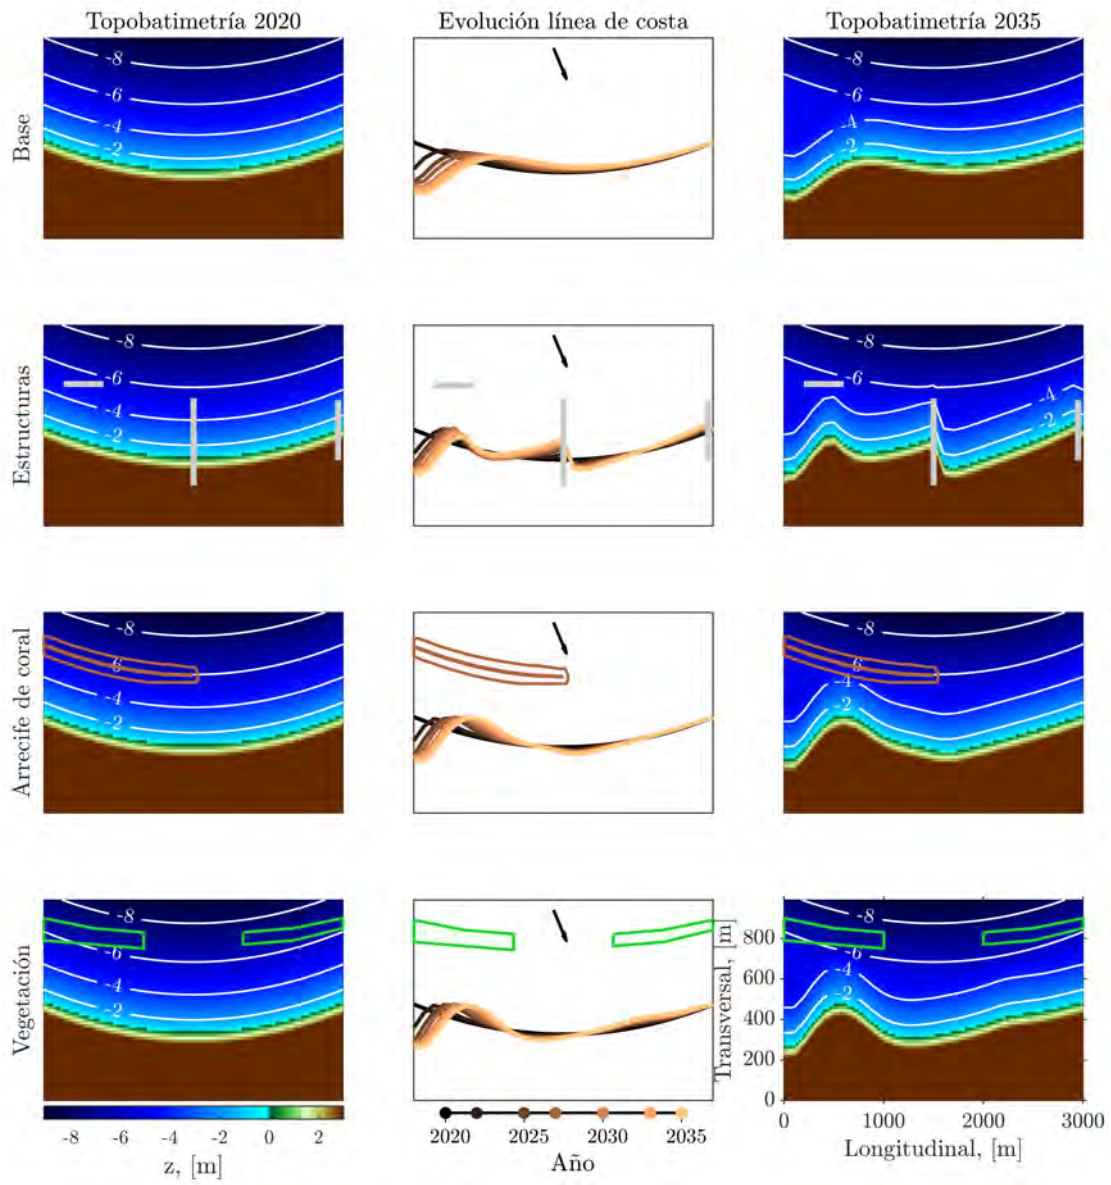 Topobatimetría 2020
Evolución línea de costa
Topobatimetría 2035
Base
-8
-6
-4
-2
-4
-2
Estructuras
-8
-6
-4
-2
-6
-4
-2
Arrecife de coral
-8
6
-4
-2
-8
6
-4
-2
Vegetación
-8
-6
-4
-2
-8
-6
-4
-2
Transversal, [m]
800
600
400
200
0
0 1000 2000 3000
Longitudinal, [m]
-8 -6 -4 -2 0 2
z, [m]
2020 2025 2030 2035
Año